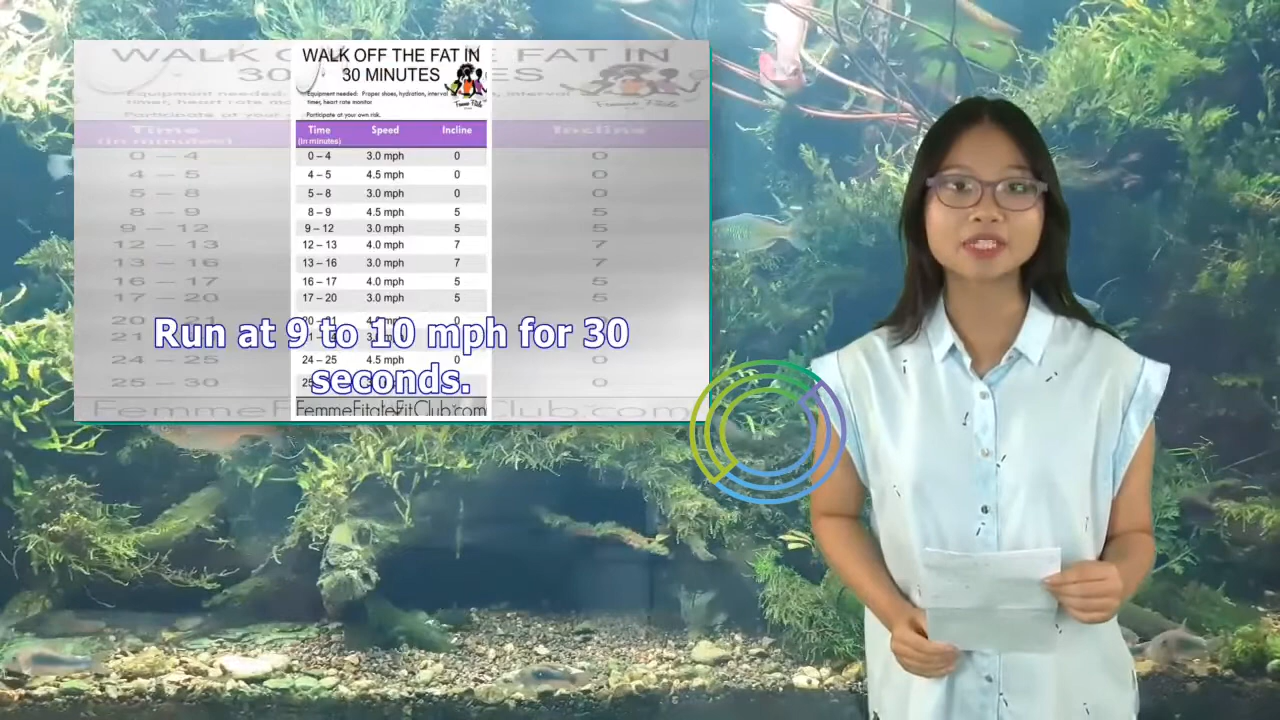 WALK OFF THE FAT IN
30 MINUTES
Equipment needed: Proper shoes, hydration, interval
timer, heart rate monitor
Participate at your own risk.
Time Speed Incline
(in minutes)
0 – 4 3.0 mph 0
4 – 5 4.5 mph 0
5 – 8 3.0 mph 0
8 – 9 4.5 mph 5
9 – 12 3.0 mph 5
12 – 13 4.0 mph 7
13 – 16 3.0 mph 7
16 – 17 4.0 mph 5
17 – 20 3.0 mph 5
Run at 9 to 10 mph for 30
24 – 25 4.5 mph 0
seconds.
FemmeFitaleFitClub.com